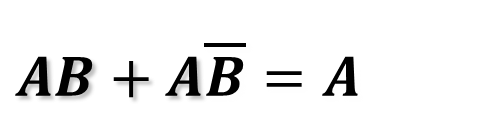 AB + AB̅ = A